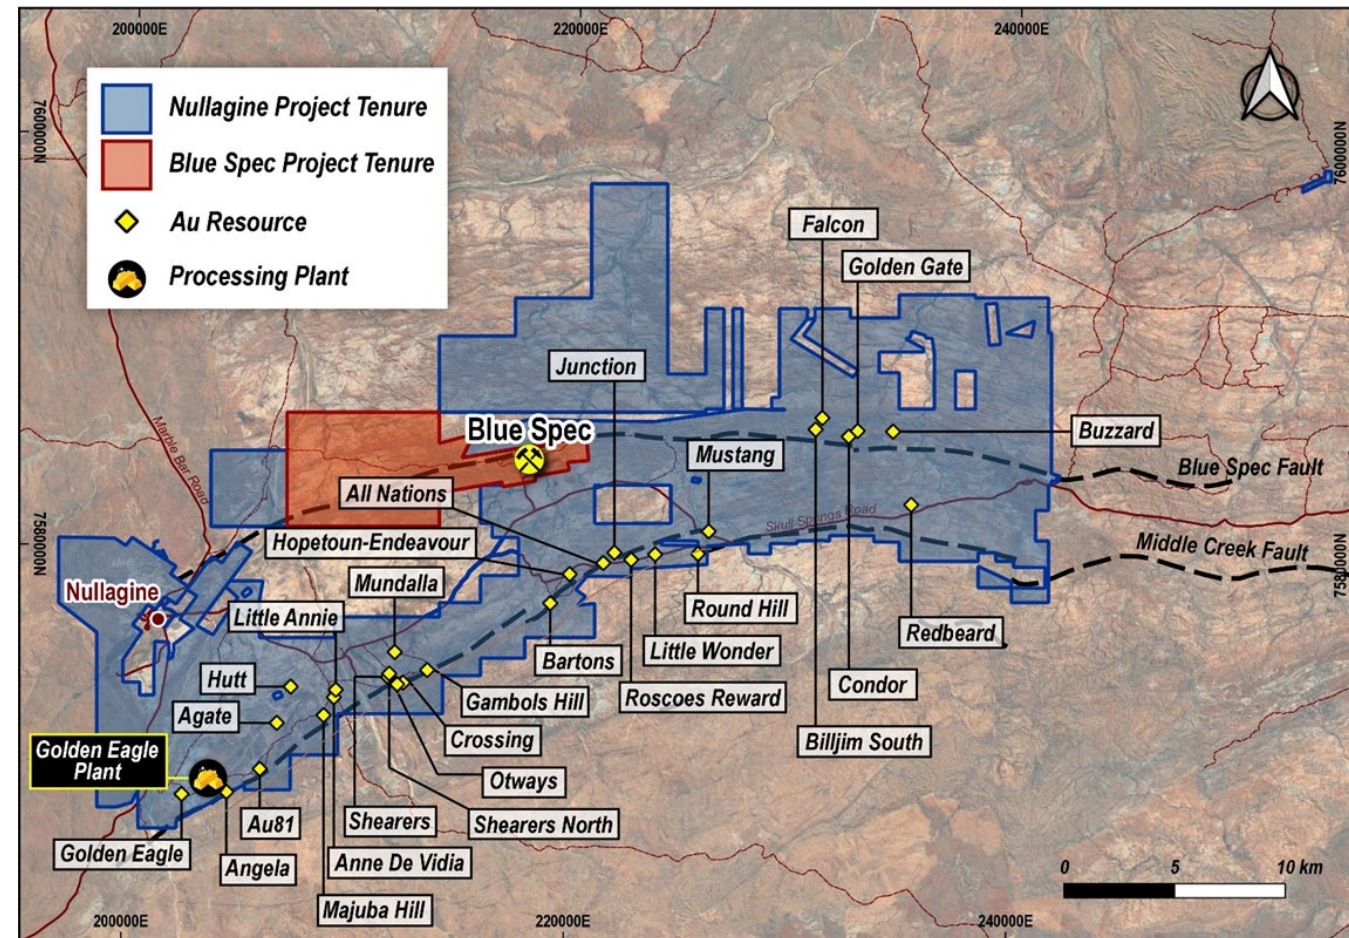 200000E
220000E
240000E
7600000N
7600000N
Nullagine Project Tenure
Blue Spec Project Tenure
Au Resource
Processing Plant
Falcon
Golden Gate
Junction
Marble Bar Road
Blue Spec
Buzzard
Mustang
Blue Spec Fault
All Nations
Skull Springs Road
7580000N
Hopetoun-Endeavour
Middle Creek Fault
7580000N
Mundalla
Nullagine
Little Annie
Round Hill
Redbeard
Little Wonder
Bartons
Hutt
Condor
Roscoes Reward
Gambols Hill
Agate
Crossing
Billjim South
Golden Eagle
Plant
Otways
Au81
Shearers
Shearers North
Golden Eagle
Angela
Anne De Vidia
0 5 10 km
Majuba Hill
200000E
220000E
240000E